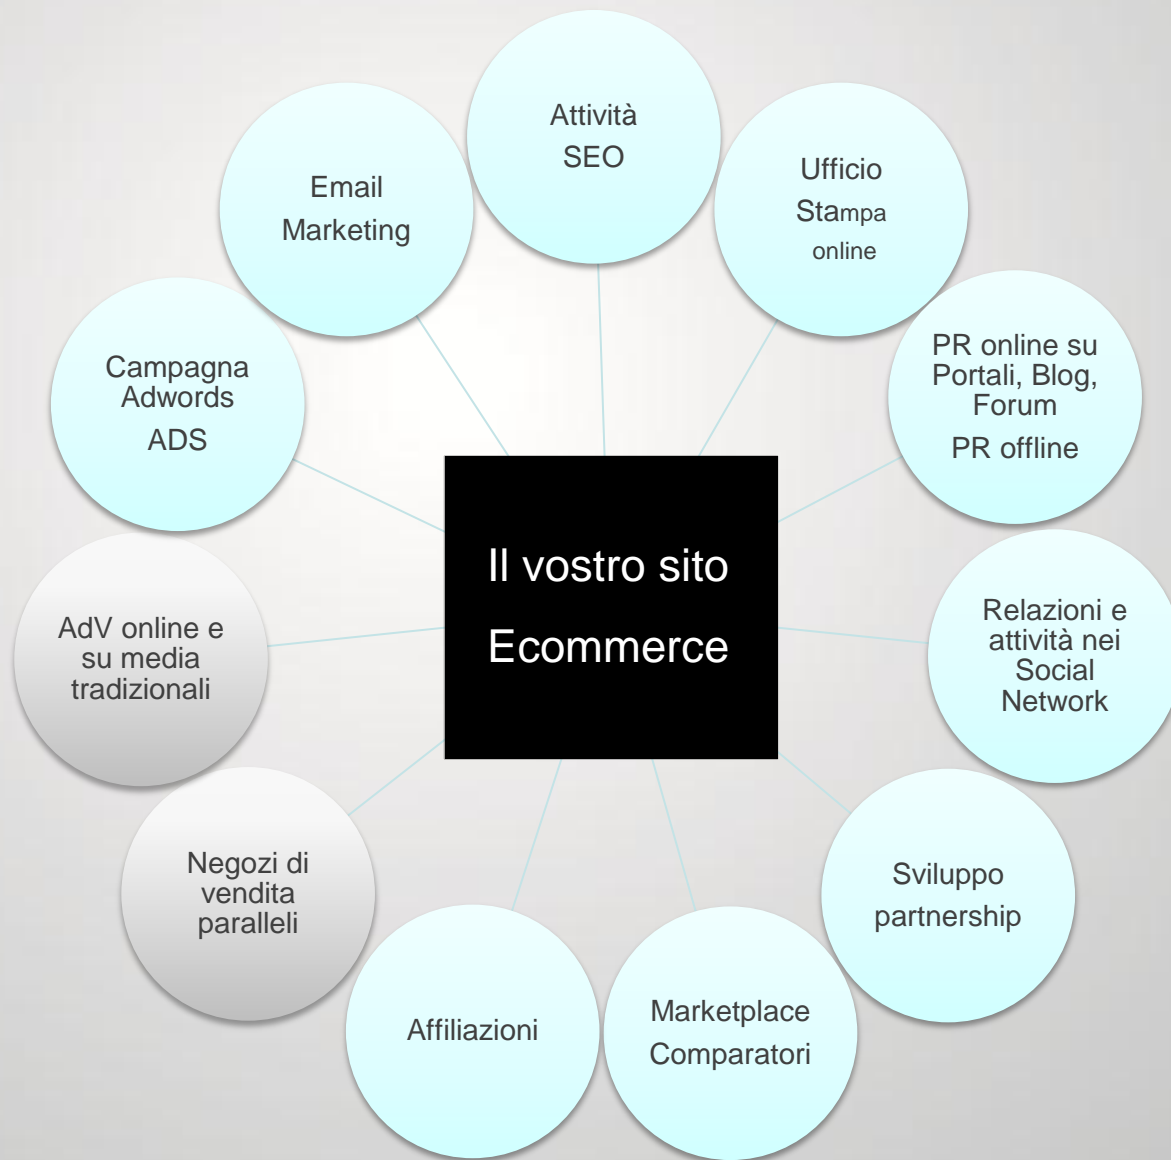 Attività
SEO
Ufficio
Stampa
online
Email
Marketing
PR online su
Portali, Blog,
Forum
PR offline
Campagna
Adwords
ADS
Il vostro sito
Ecommerce
Relazioni e
attività nei
Social
Network
AdV online e
su media
tradizionali
Sviluppo
partnership
Negozi di
vendita
paralleli
Marketplace
Comparatori
Affiliazioni